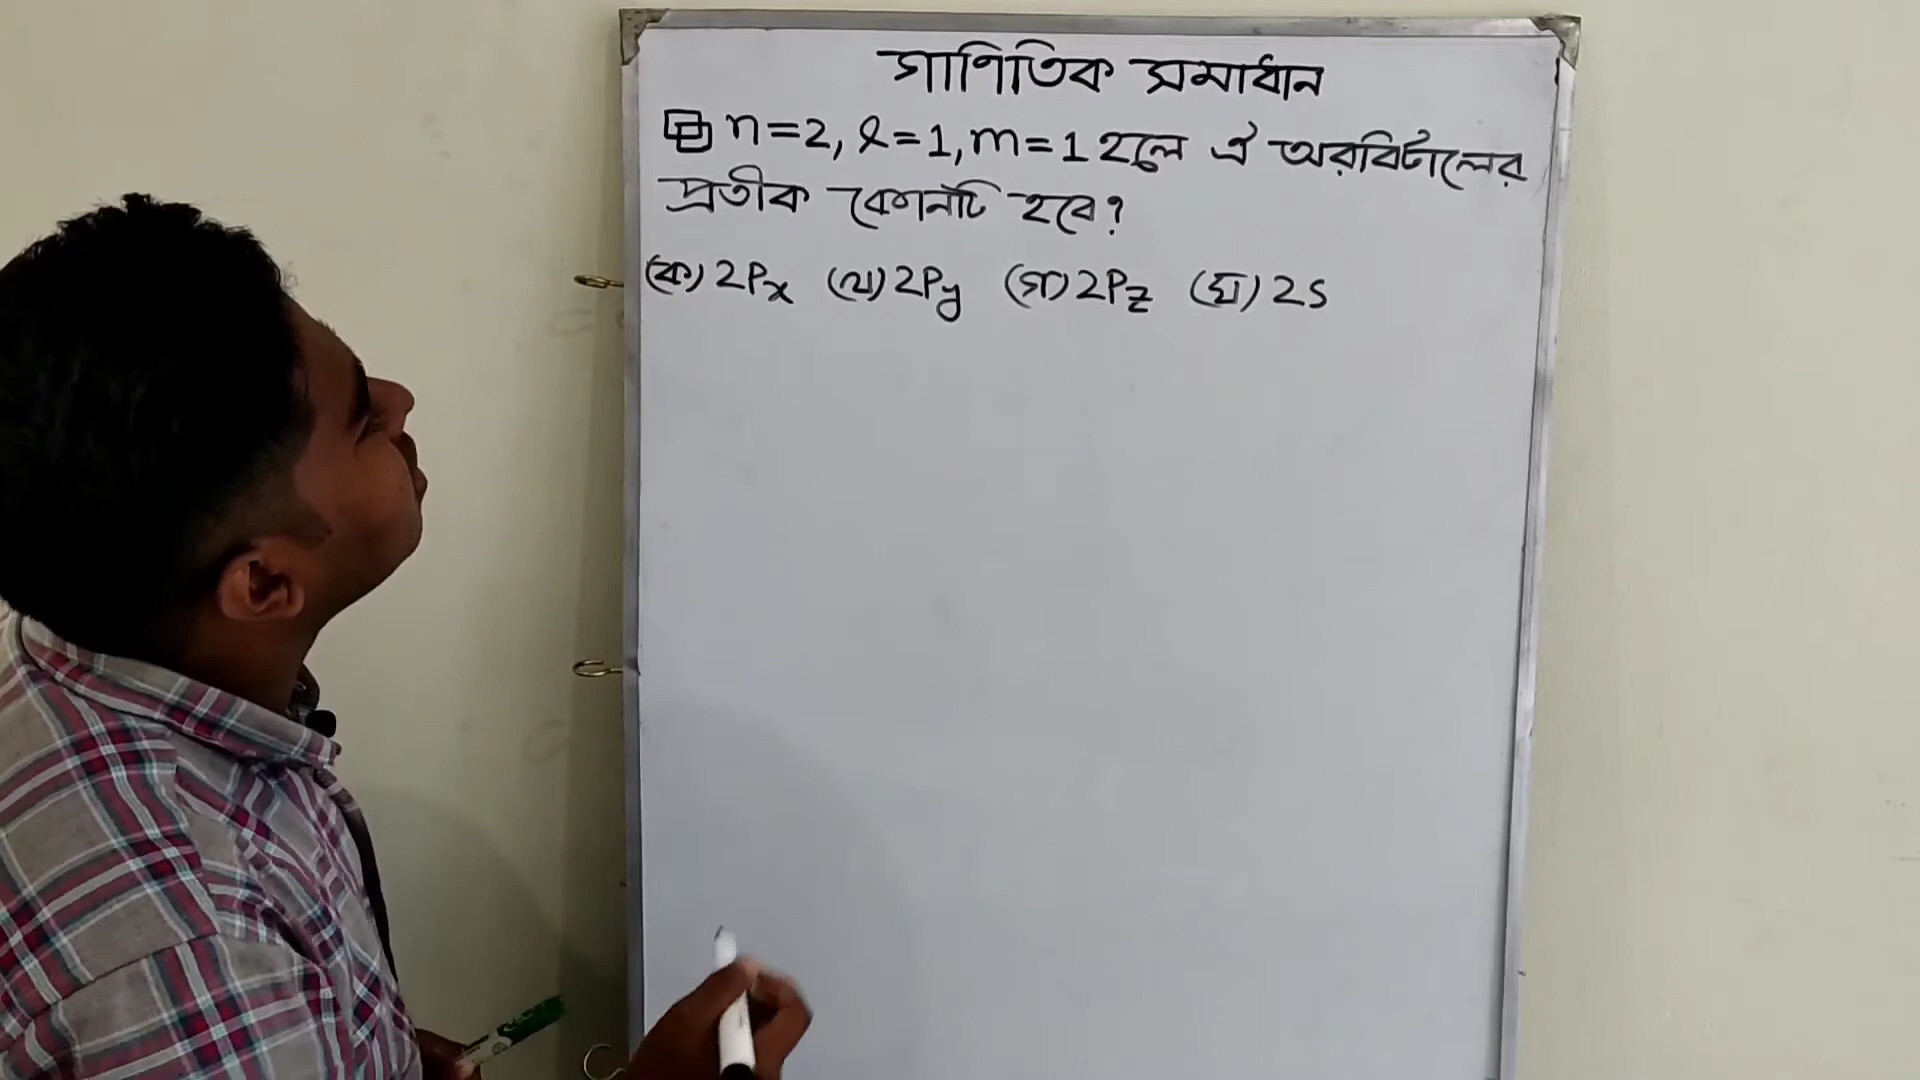 গাণিতিক সমাধান
n=2, l=1, m=1 হলে ঐ অরবিটালের
প্রতীক কোনটি হবে?
(ক) 2Px (খ) 2Py (গ) 2Pz (ঘ) 2s